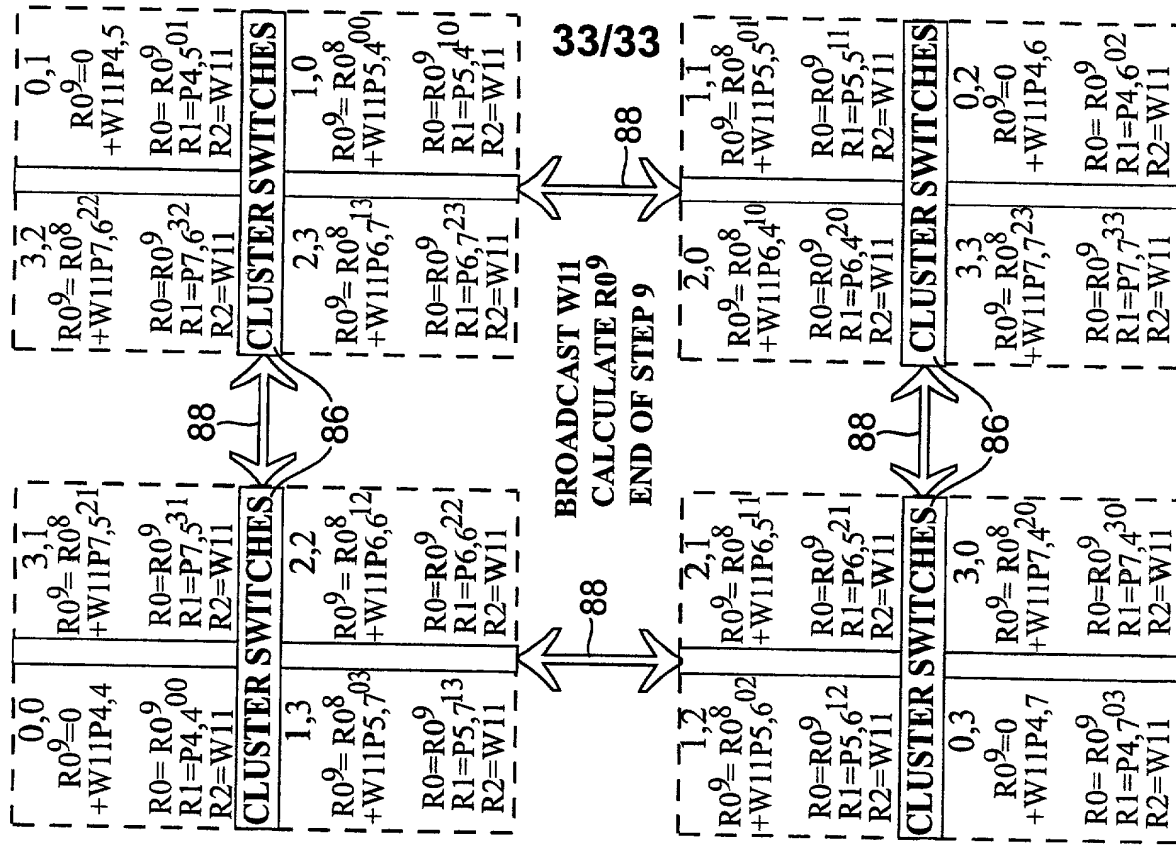 33/33
0,0
R0⁹=0
+W11P4,4
R0= R0⁹
R1=P4,4⁰⁰
R2=W11
3,1
R0⁹= R0⁸
+W11P7,5²¹
R0=R0⁹
R1=P7,5³¹
R2=W11
CLUSTER SWITCHES
1,3
R0⁹= R0⁸
+W11P5,7⁰³
R0=R0⁹
R1=P5,7¹³
R2=W11
2,2
R0⁹= R0⁸
+W11P6,6¹²
R0=R0⁹
R1=P6,6²²
R2=W11
88
86
3,2
R0⁹= R0⁸
+W11P7,6²²
R0=R0⁹
R1=P7,6³²
R2=W11
0,1
R0⁹=0
+W11P4,5
R0= R0⁹
R1=P4,5⁰¹
R2=W11
CLUSTER SWITCHES
2,3
R0⁹= R0⁸
+W11P6,7¹³
R0=R0⁹
R1=P6,7²³
R2=W11
1,0
R0⁹= R0⁸
+W11P5,4⁰⁰
R0=R0⁹
R1=P5,4¹⁰
R2=W11
88
BROADCAST W11
CALCULATE R0⁹
END OF STEP 9
88
1,2
R0⁹= R0⁸
+W11P5,6⁰²
R0=R0⁹
R1=P5,6¹²
R2=W11
2,1
R0⁹= R0⁸
+W11P6,5¹¹
R0=R0⁹
R1=P6,5²¹
R2=W11
CLUSTER SWITCHES
0,3
R0⁹=0
+W11P4,7
R0= R0⁹
R1=P4,7⁰³
R2=W11
3,0
R0⁹= R0⁸
+W11P7,4²⁰
R0=R0⁹
R1=P7,4³⁰
R2=W11
88
86
2,0
R0⁹= R0⁸
+W11P6,4¹⁰
R0=R0⁹
R1=P6,4²⁰
R2=W11
1,1
R0⁹= R0⁸
+W11P5,5⁰¹
R0=R0⁹
R1=P5,5¹¹
R2=W11
CLUSTER SWITCHES
3,3
R0⁹= R0⁸
+W11P7,7²³
R0=R0⁹
R1=P7,7³³
R2=W11
0,2
R0⁹=0
+W11P4,6
R0= R0⁹
R1=P4,6⁰²
R2=W11